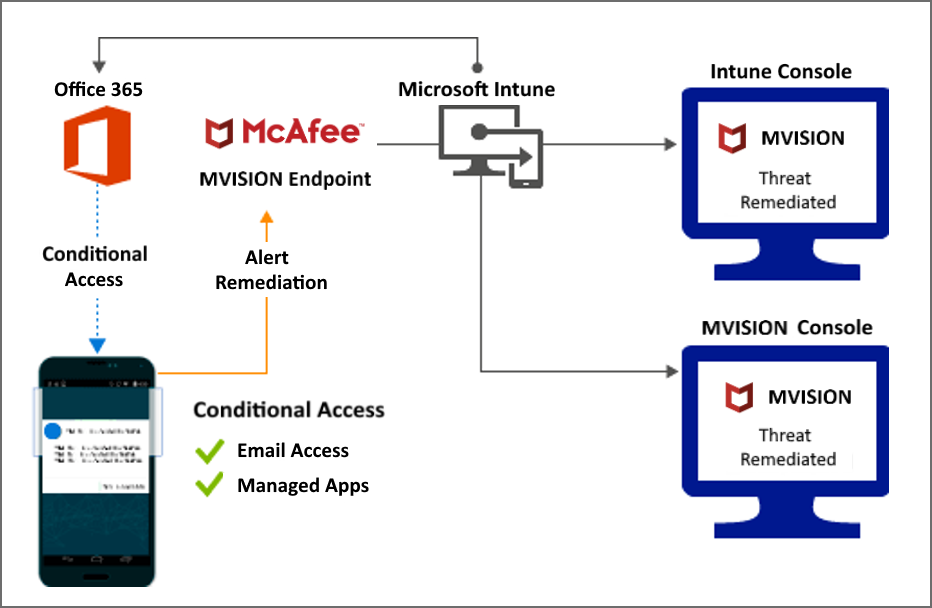 Office 365
McAfee™
MVISION Endpoint
Microsoft Intune
Intune Console
MVISION
Threat
Remediated
Conditional
Access
Alert
Remediation
MVISION Console
MVISION
Threat
Remediated
Conditional Access
Email Access
Managed Apps